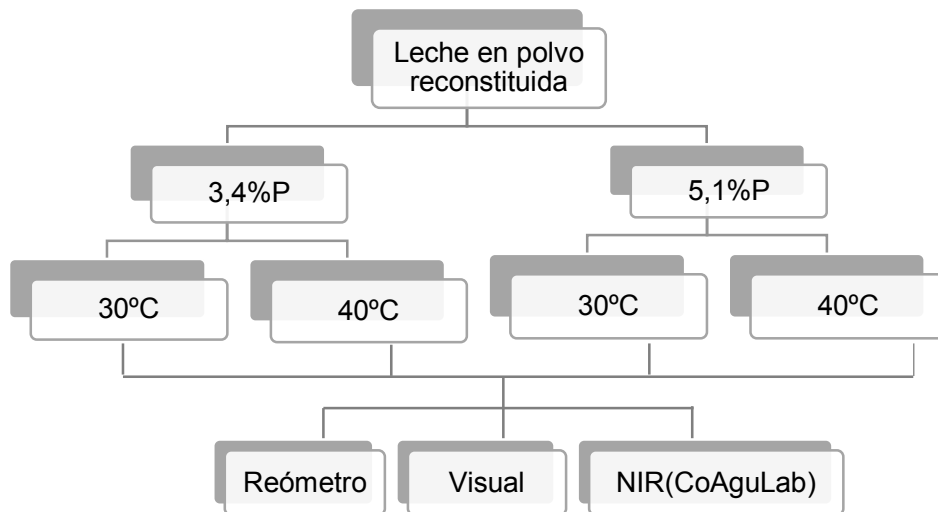 Leche en polvo
reconstituida
3,4%P
5,1%P
30ºC
40ºC
30ºC
40ºC
Reómetro
Visual
NIR(CoAguLab)